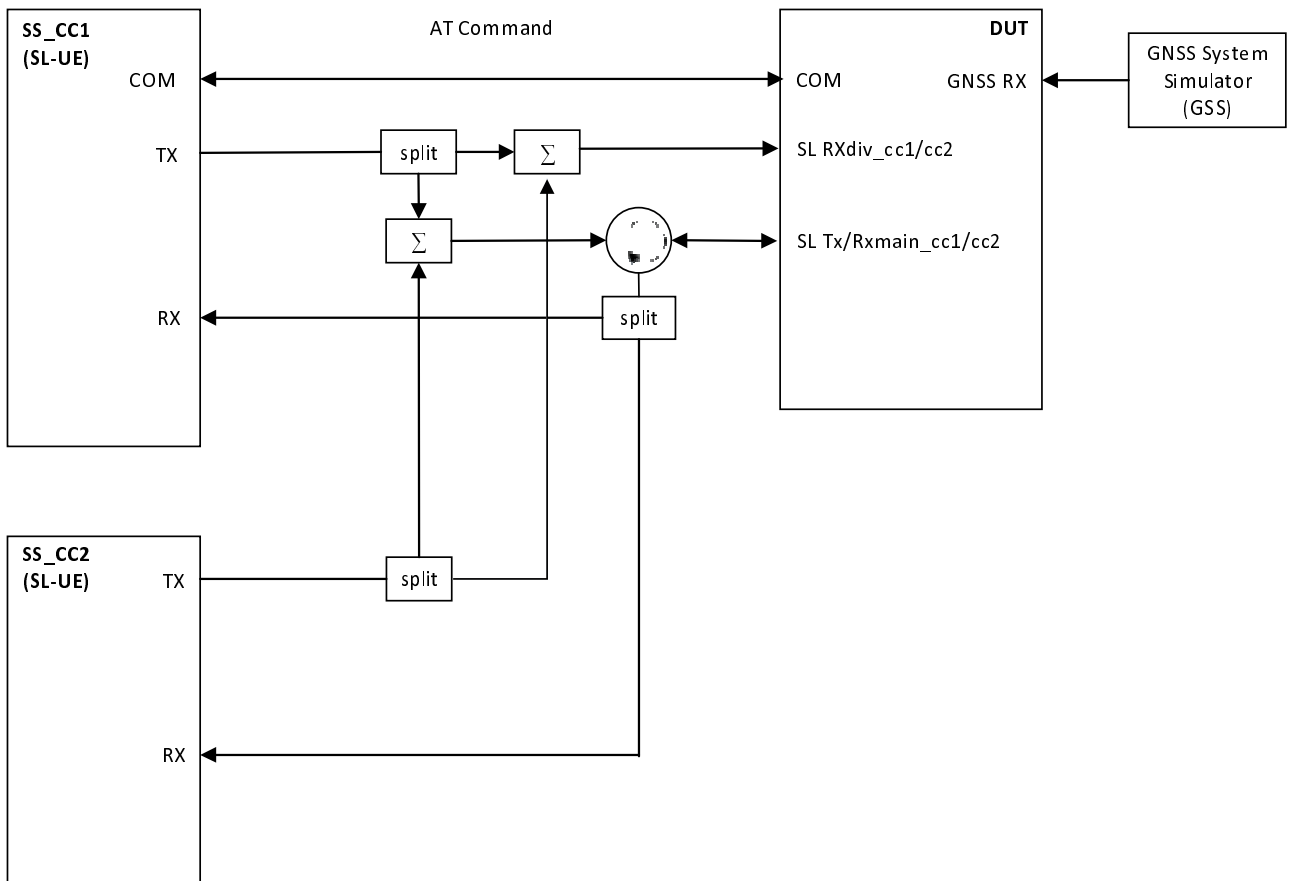 SS_CC1
(SL-UE)
AT Command
DUT
GNSS System
Simulator
(GSS)
COM
COM
GNSS RX
TX
split
Σ
SL RXdiv_cc1/cc2
Σ
SL Tx/Rxmain_cc1/cc2
RX
split
SS_CC2
(SL-UE)
TX
split
RX